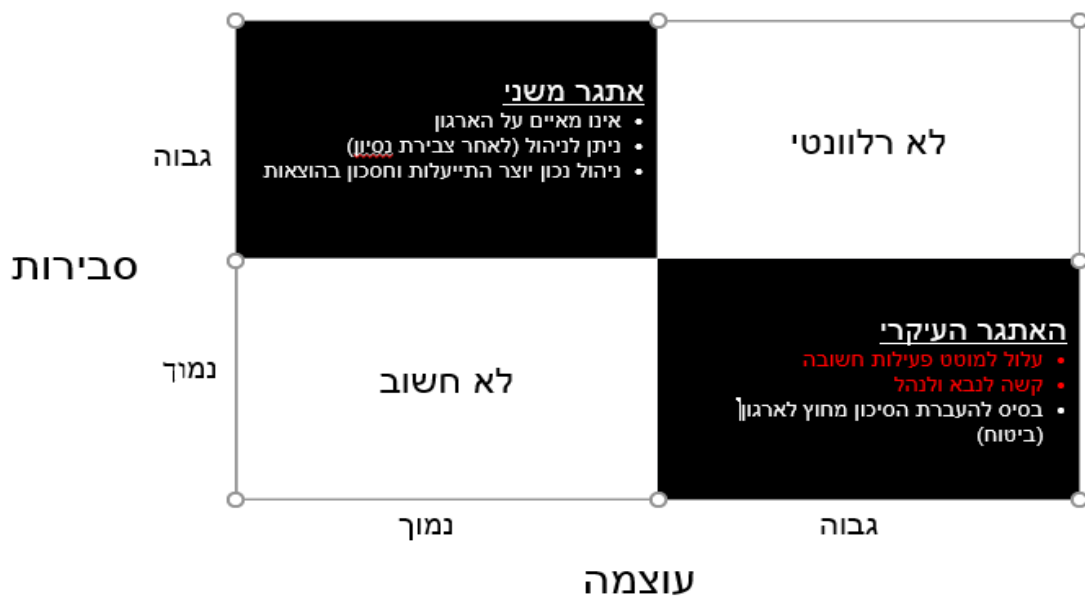 אתגר משני
• אינו מאיים על הארגון
• ניתן לניהול (לאחר צבירת נסיון)
• ניהול נכון יוצר התייעלות וחסכון בהוצאות
לא רלוונטי
גבוה
סבירות
האתגר העיקרי
• עלול למוטט פעילות חשובה
• קשה לנבא ולנהל
• בסיס להעברת הסיכון מחוץ לארגון
(ביטוח)
לא חשוב
נמוך
גבוה
נמוך
עוצמה